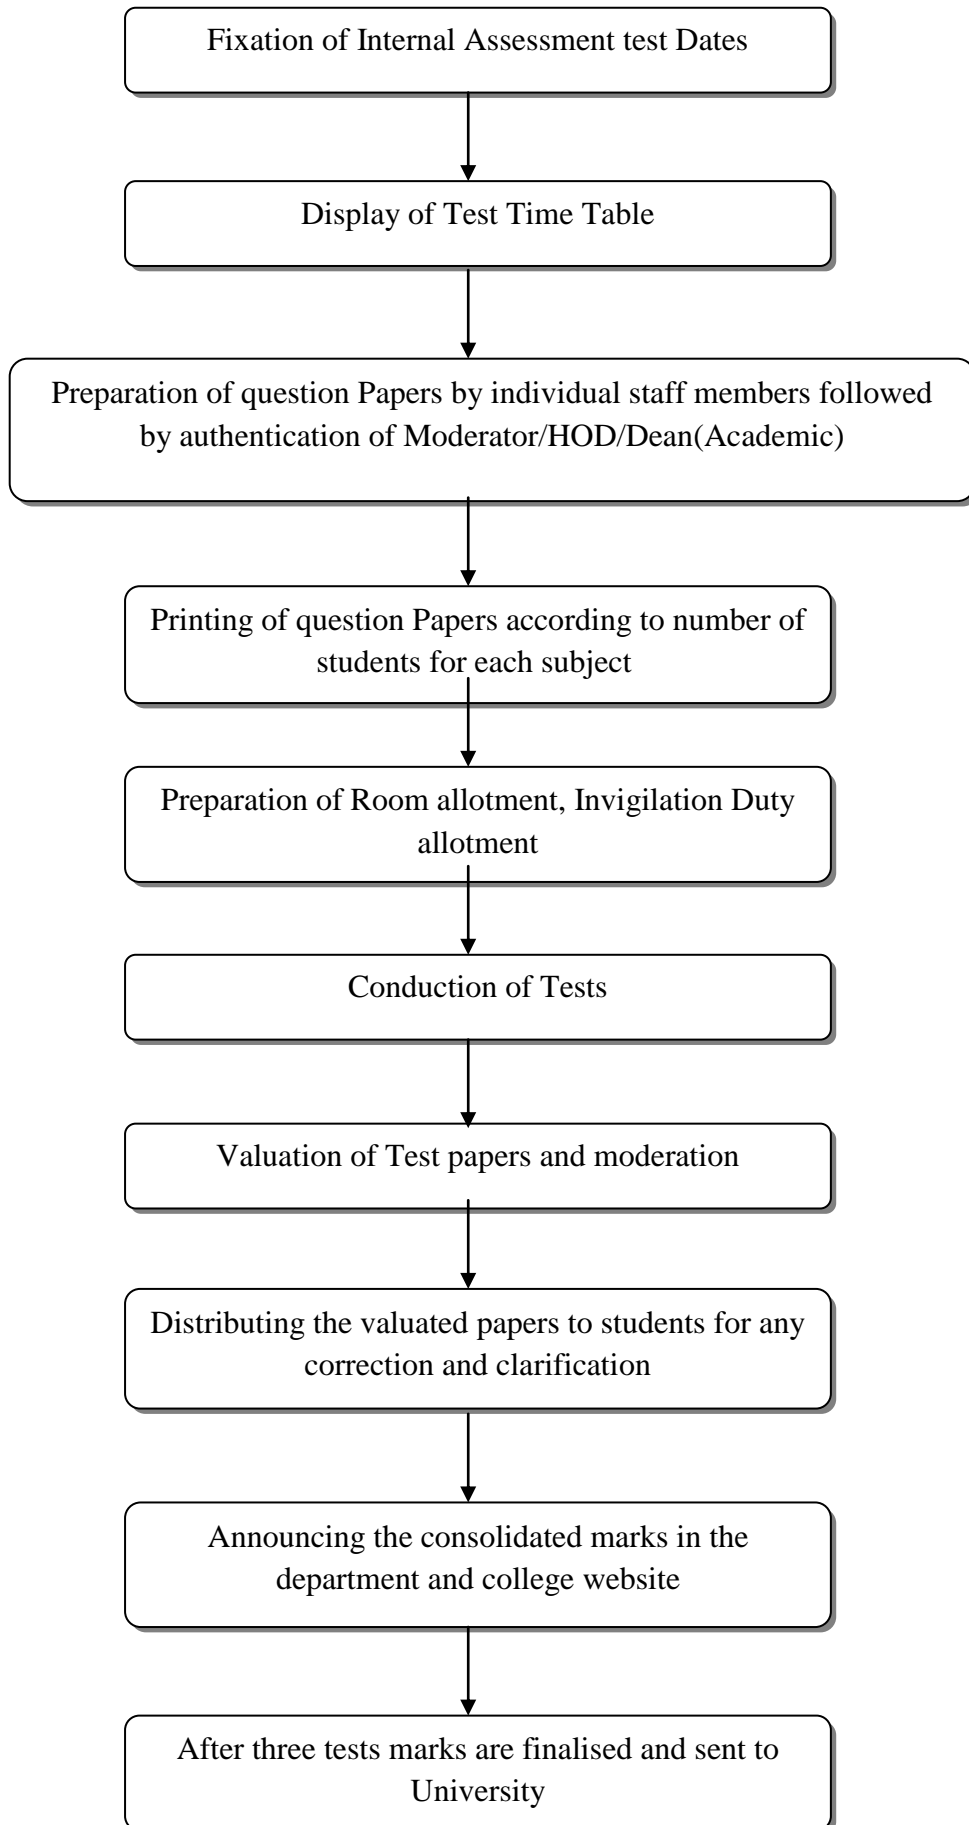 Fixation of Internal Assessment test Dates
Display of Test Time Table
Preparation of question Papers by individual staff members followed
by authentication of Moderator/HOD/Dean(Academic)
Printing of question Papers according to number of
students for each subject
Preparation of Room allotment, Invigilation Duty
allotment
Conduction of Tests
Valuation of Test papers and moderation
Distributing the valuated papers to students for any
correction and clarification
Announcing the consolidated marks in the
department and college website
After three tests marks are finalised and sent to
University